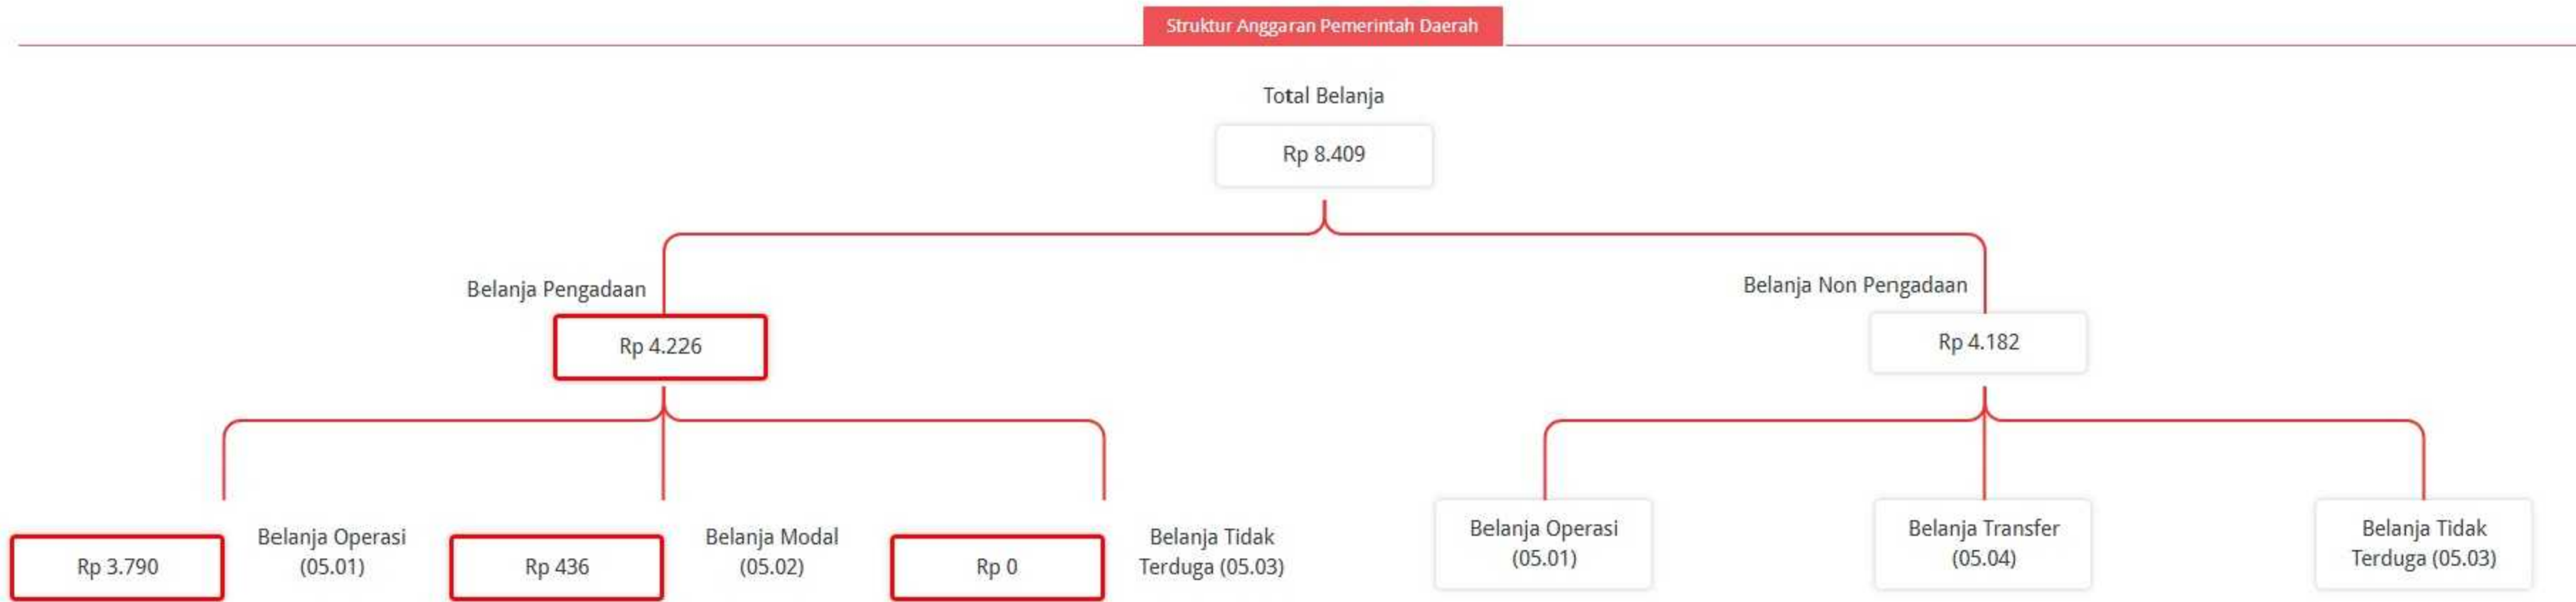 Struktur Anggaran Pemerintah Daerah
Total Belanja
Rp 8.409
Belanja Pengadaan
Rp 4.226
Belanja Non Pengadaan
Rp 4.182
Rp 3.790
Belanja Operasi
(05.01)
Rp 436
Belanja Modal
(05.02)
Rp 0
Belanja Tidak
Terduga (05.03)
Belanja Operasi
(05.01)
Belanja Transfer
(05.04)
Belanja Tidak
Terduga (05.03)